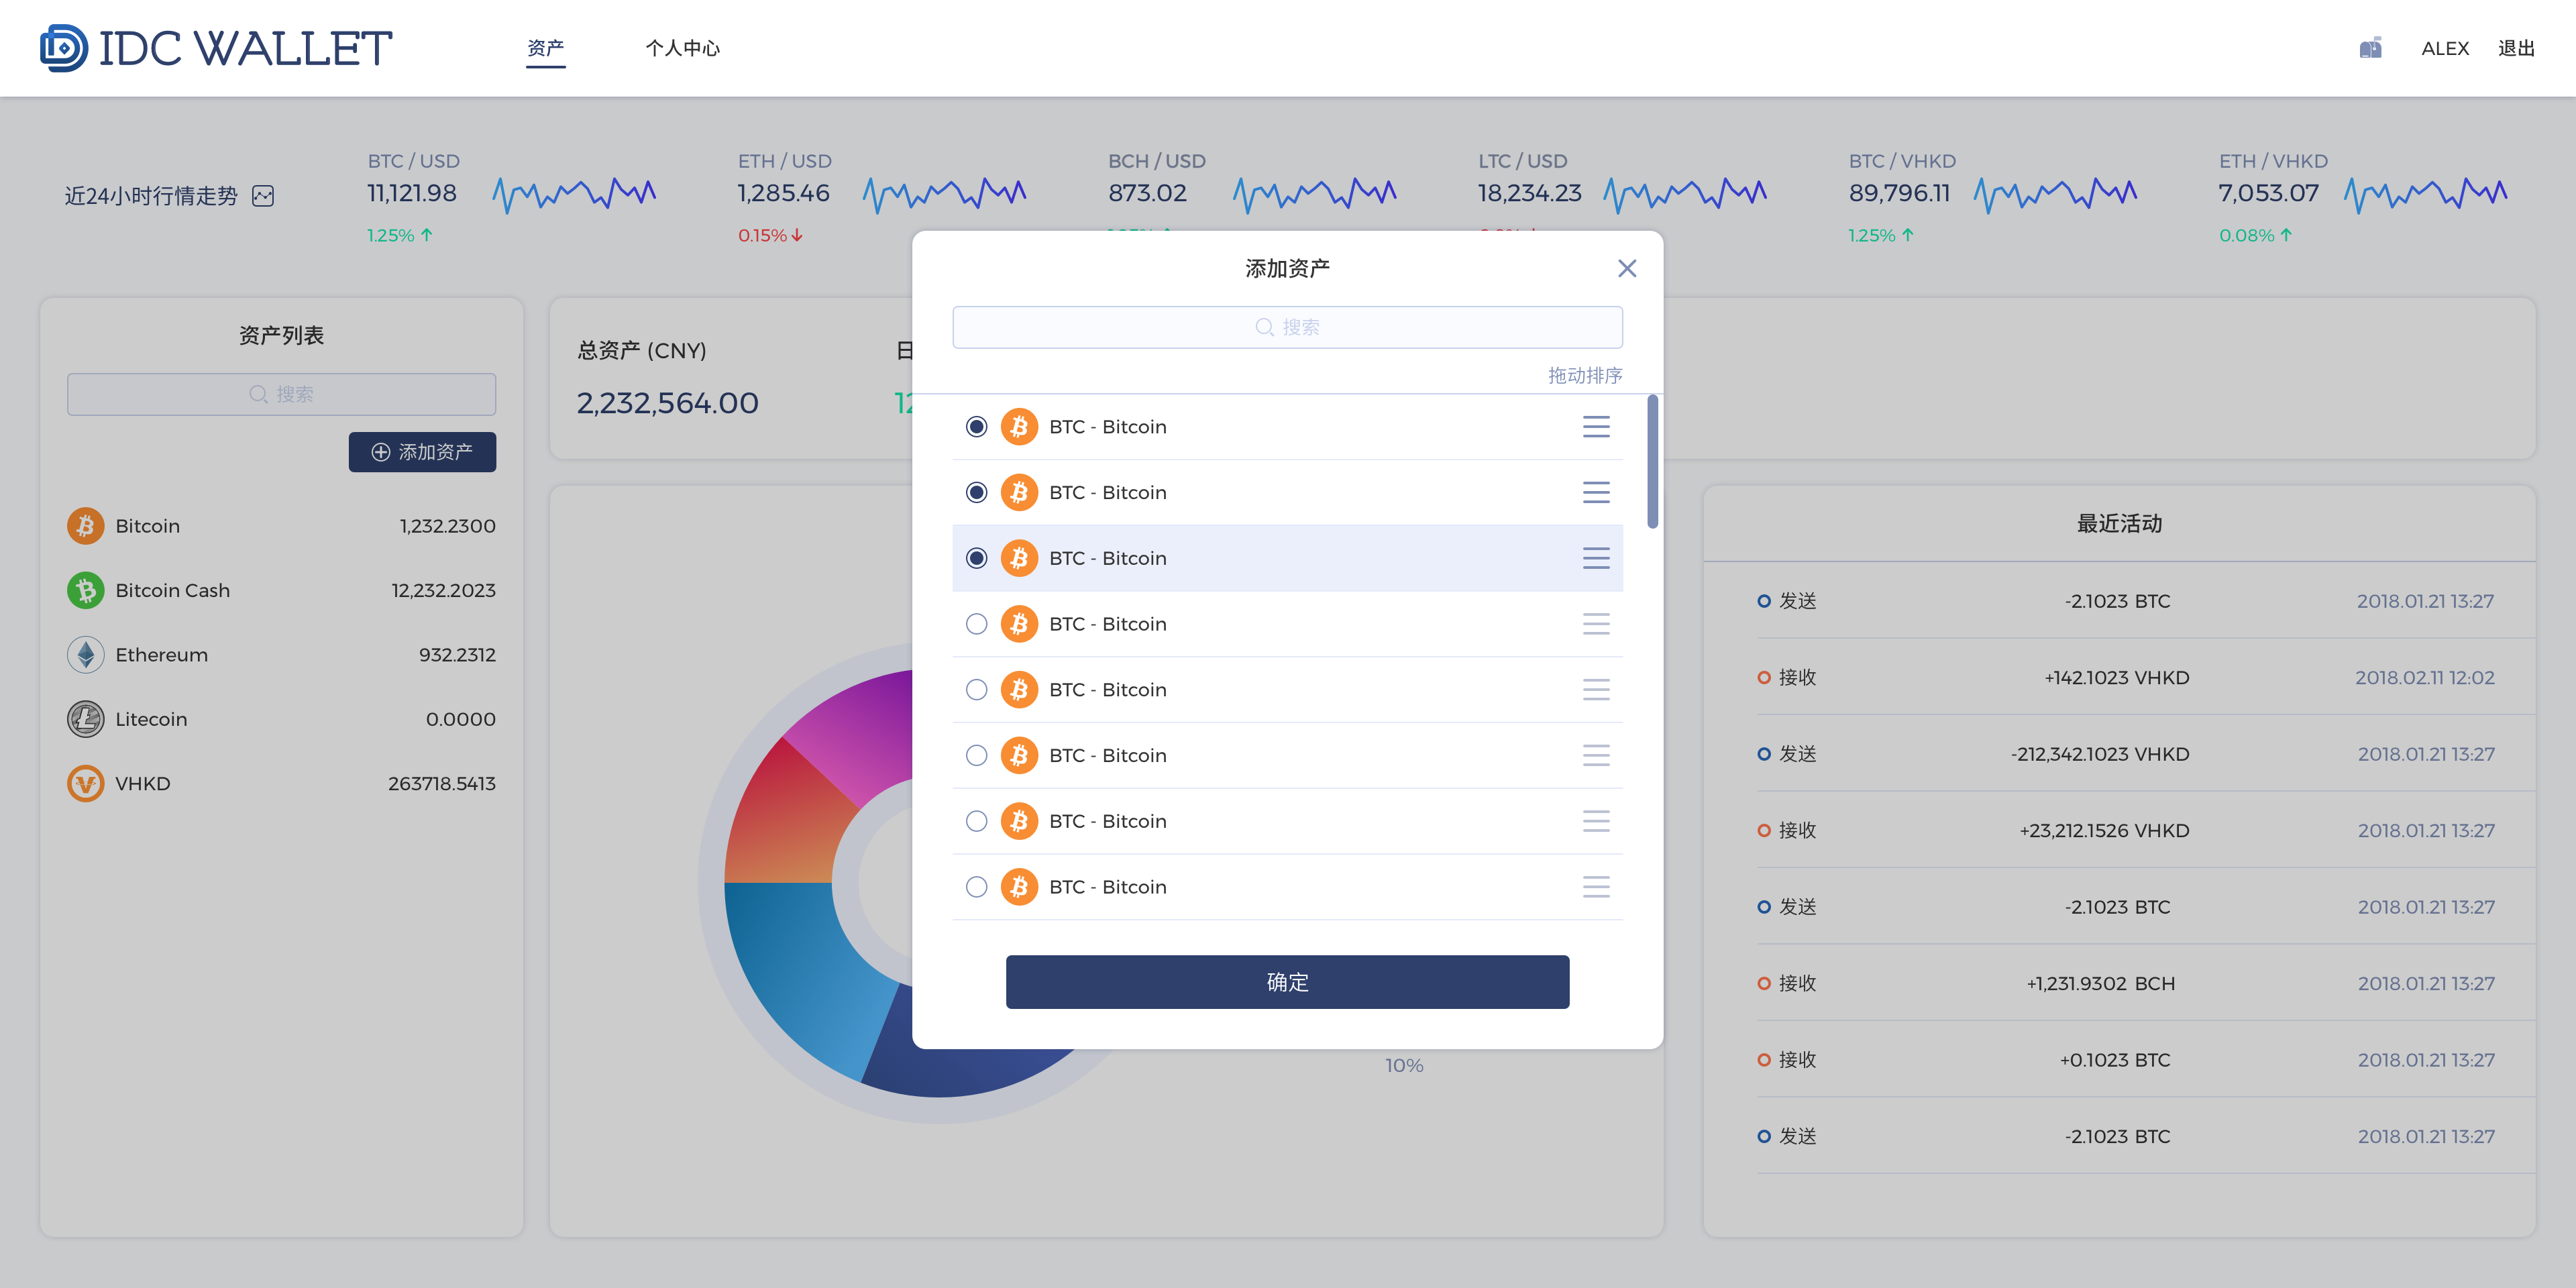 IDC WALLET
资产
个人中心
ALEX
退出
近24小时行情走势
BTC / USD
11,121.98
1.25%
ETH / USD
1,285.46
0.15%
BCH / USD
873.02
LTC / USD
18,234.23
BTC / VHKD
89,796.11
1.25%
ETH / VHKD
7,053.07
0.08%
资产列表
搜索
添加资产
Bitcoin
1,232.2300
Bitcoin Cash
12,232.2023
Ethereum
932.2312
Litecoin
0.0000
VHKD
263718.5413
总资产 (CNY)
2,232,564.00
日
12
添加资产
搜索
拖动排序
BTC - Bitcoin
BTC - Bitcoin
BTC - Bitcoin
BTC - Bitcoin
BTC - Bitcoin
BTC - Bitcoin
BTC - Bitcoin
BTC - Bitcoin
确定
10%
最近活动
发送 -2.1023 BTC 2018.01.21 13:27
接收 +142.1023 VHKD 2018.02.11 12:02
发送 -212,342.1023 VHKD 2018.01.21 13:27
接收 +23,212.1526 VHKD 2018.01.21 13:27
发送 -2.1023 BTC 2018.01.21 13:27
接收 +1,231.9302 BCH 2018.01.21 13:27
接收 +0.1023 BTC 2018.01.21 13:27
发送 -2.1023 BTC 2018.01.21 13:27